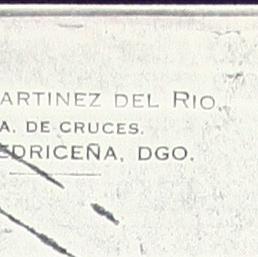 ARTINEZ DEL RIO,
A. DE CRUCES.
EDRICEÑA, DGO.